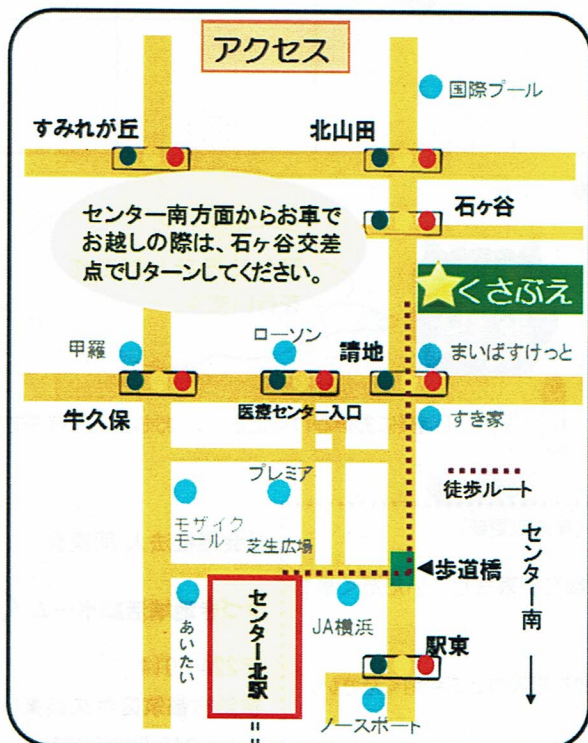 アクセス
国際プール
すみれが丘
北山田
石ヶ谷
センター南方面からお車で
お越しの際は、石ヶ谷交差
点でUターンしてください。
くさぶえ
甲羅
ローソン
請地
まいばすけっと
牛久保
医療センター入口
すき家
プレミア
徒歩ルート
モザイク
モール
芝生広場
センター南
歩道橋
センター北駅
あいたい
JA横浜
駅東
ノースポート